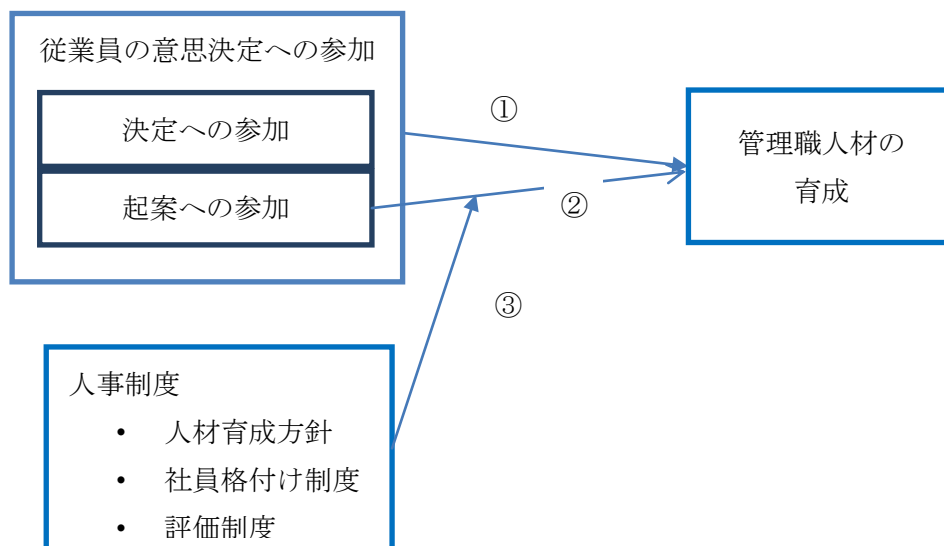 従業員の意思決定への参加
決定への参加
起案への参加
①
②
③
管理職人材の
育成
人事制度
• 人材育成方針
• 社員格付け制度
• 評価制度